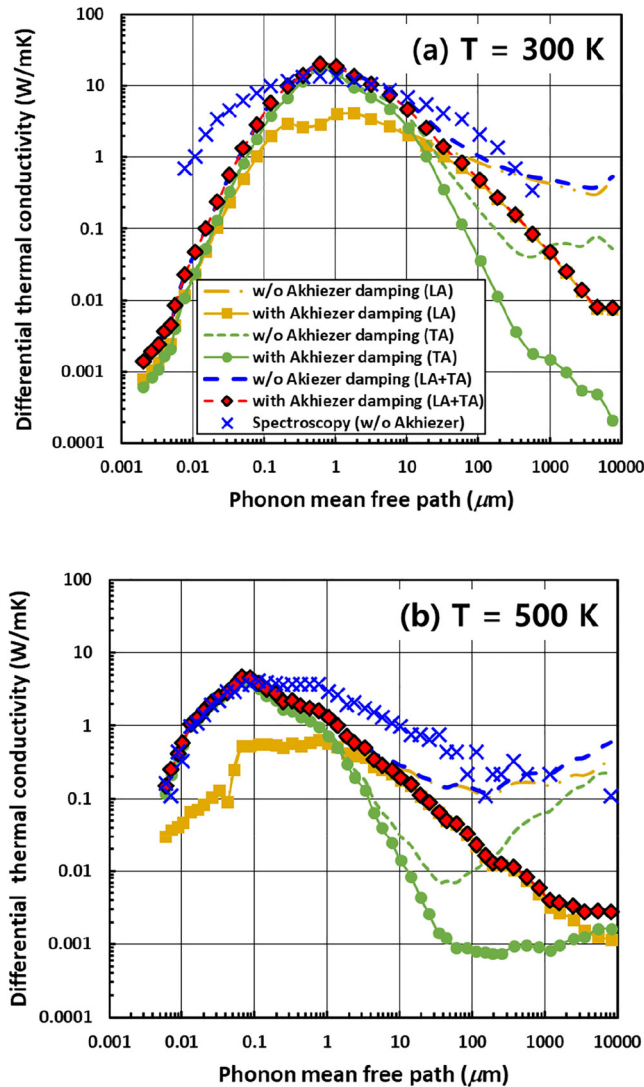 (a) T = 300 K
Differential thermal conductivity (W/mK)
100
10
1
0.1
0.01
0.001
0.0001
w/o Akhiezer damping (LA)
with Akhiezer damping (LA)
w/o Akhiezer damping (TA)
with Akhiezer damping (TA)
w/o Akiezer damping (LA+TA)
with Akhiezer damping (LA+TA)
Spectroscopy (w/o Akhiezer)
0.001 0.01 0.1 1 10 100 1000 10000
Phonon mean free path (μm)
(b) T = 500 K
Differential thermal conductivity (W/mK)
100
10
1
0.1
0.01
0.001
0.0001
0.001 0.01 0.1 1 10 100 1000 10000
Phonon mean free path (μm)